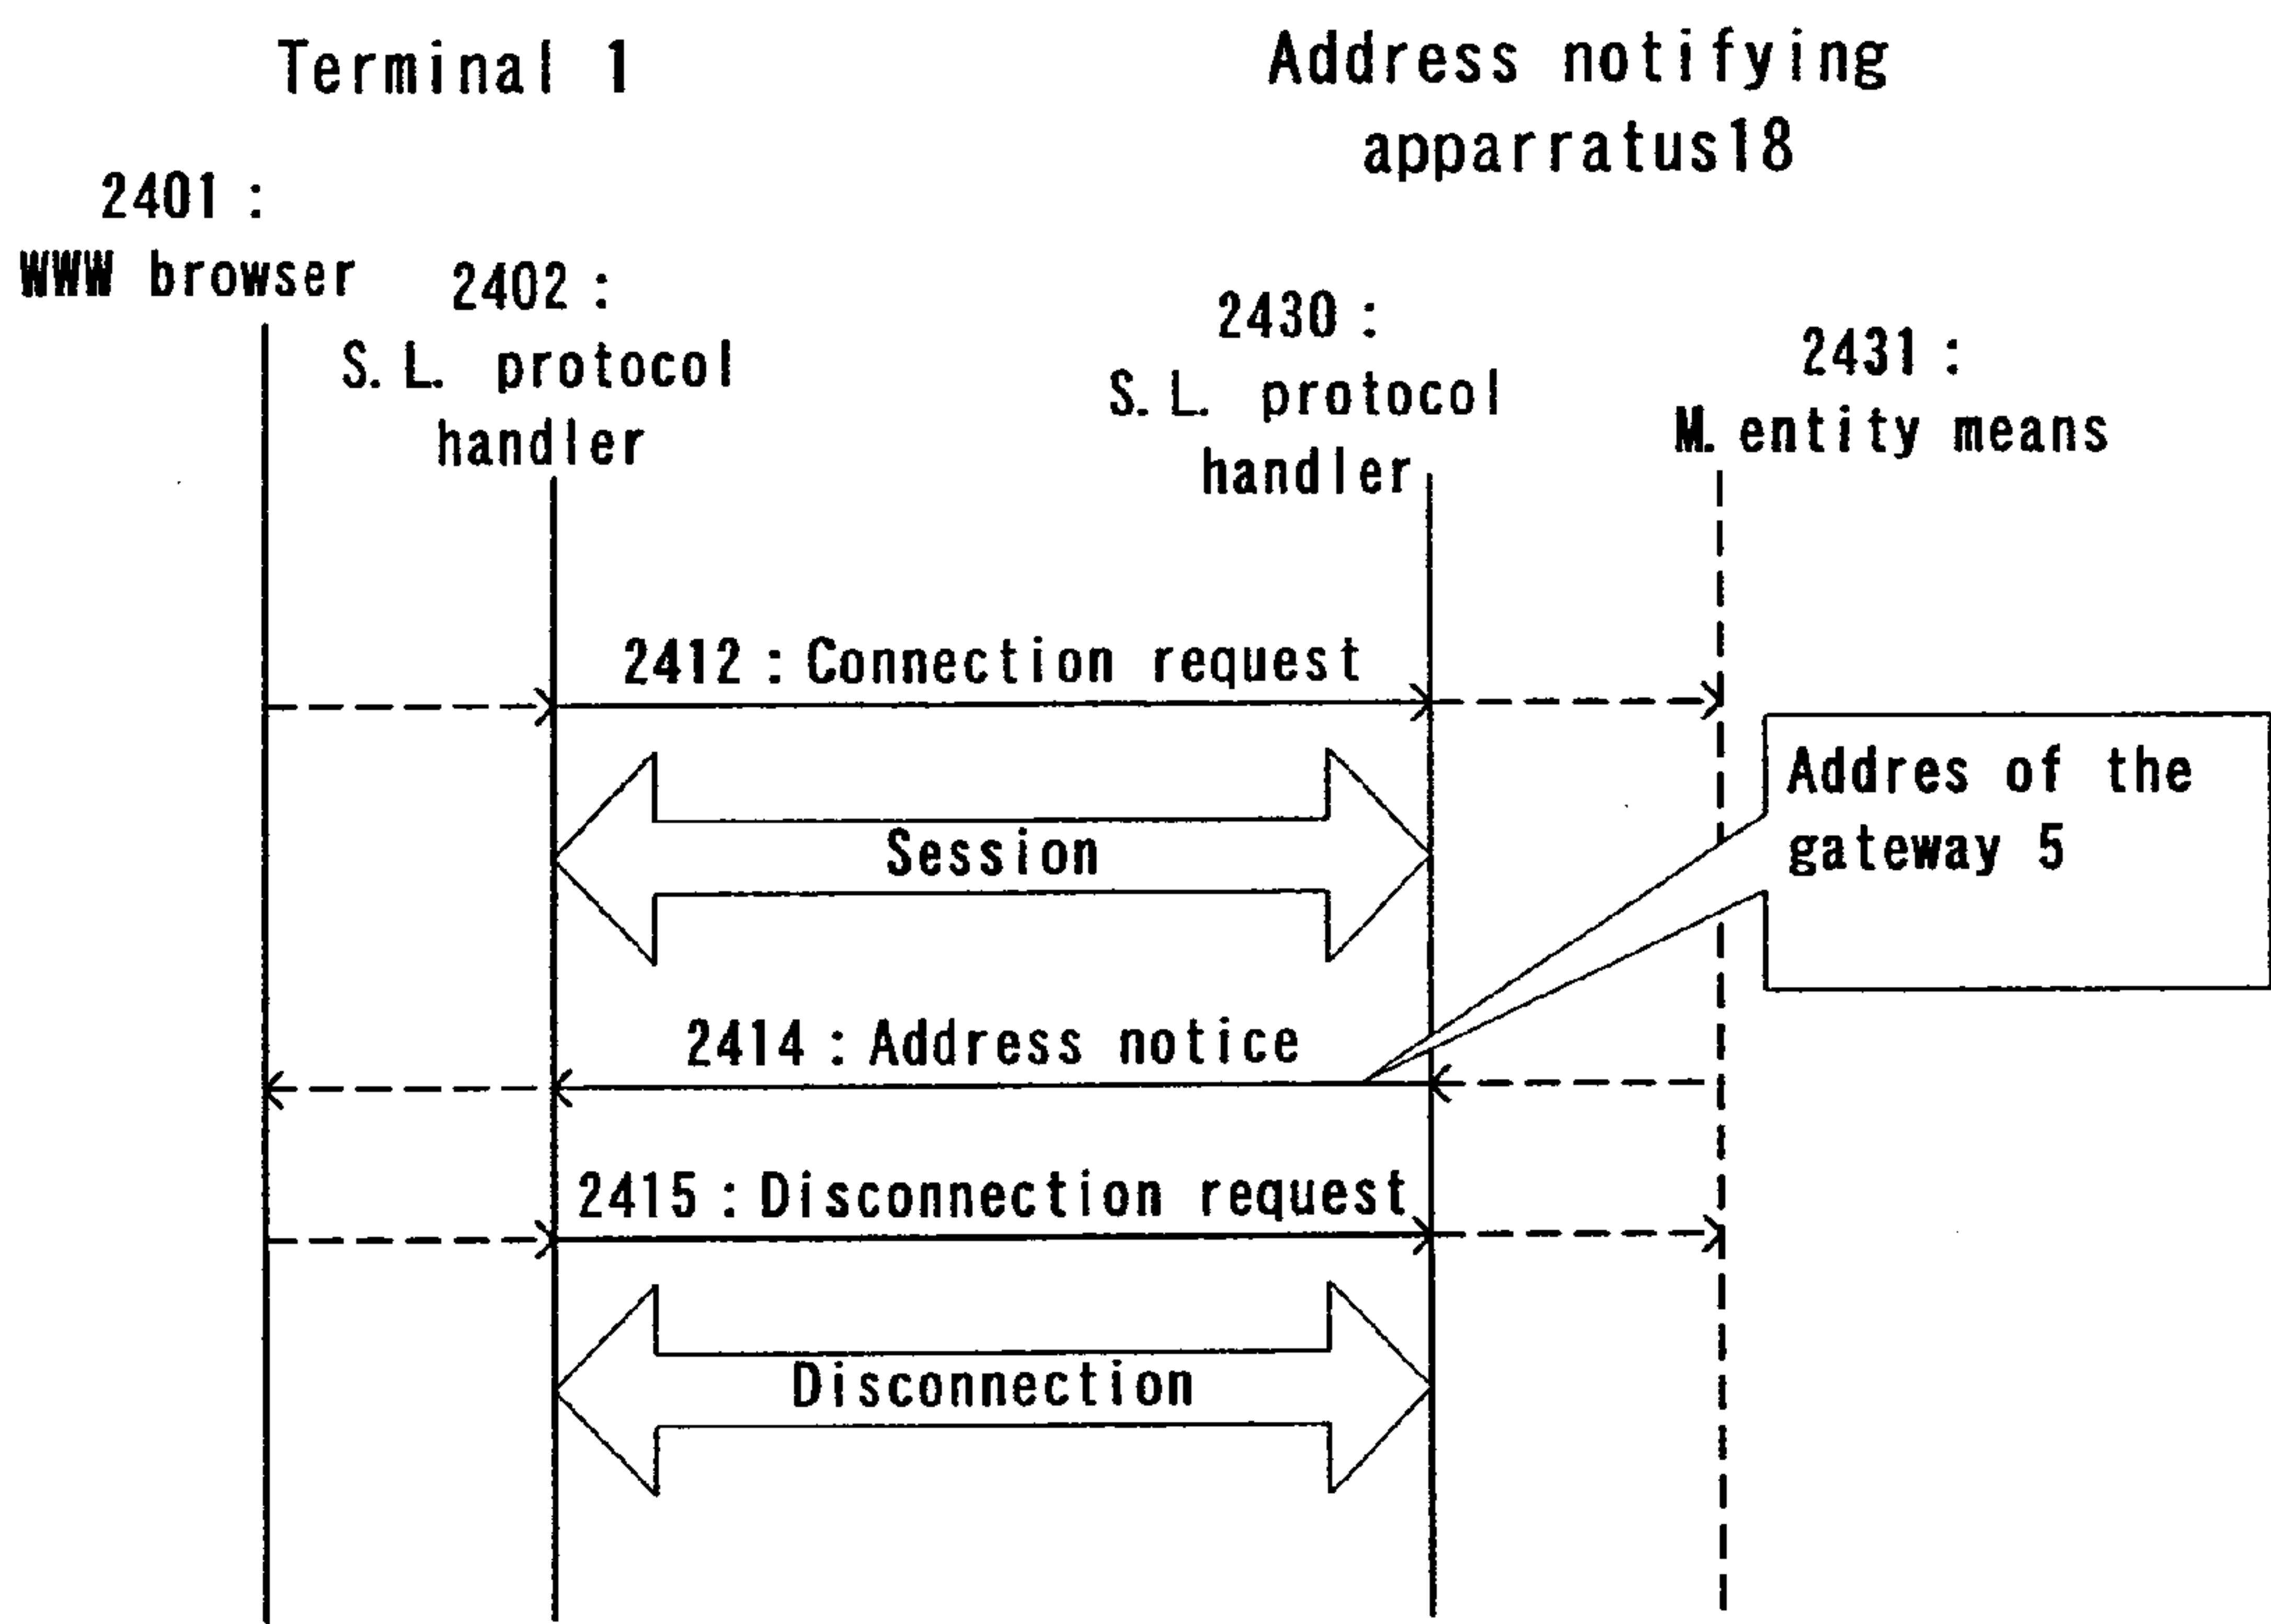 Terminal 1
Address notifying
apparratus18
2401 :
WWW browser
2402 :
S. L. protocol
handler
2430 :
S. L. protocol
handler
2431 :
M. entity means
2412 : Connection request
Session
Addres of the
gateway 5
2414 : Address notice
2415 : Disconnection request
Disconnection